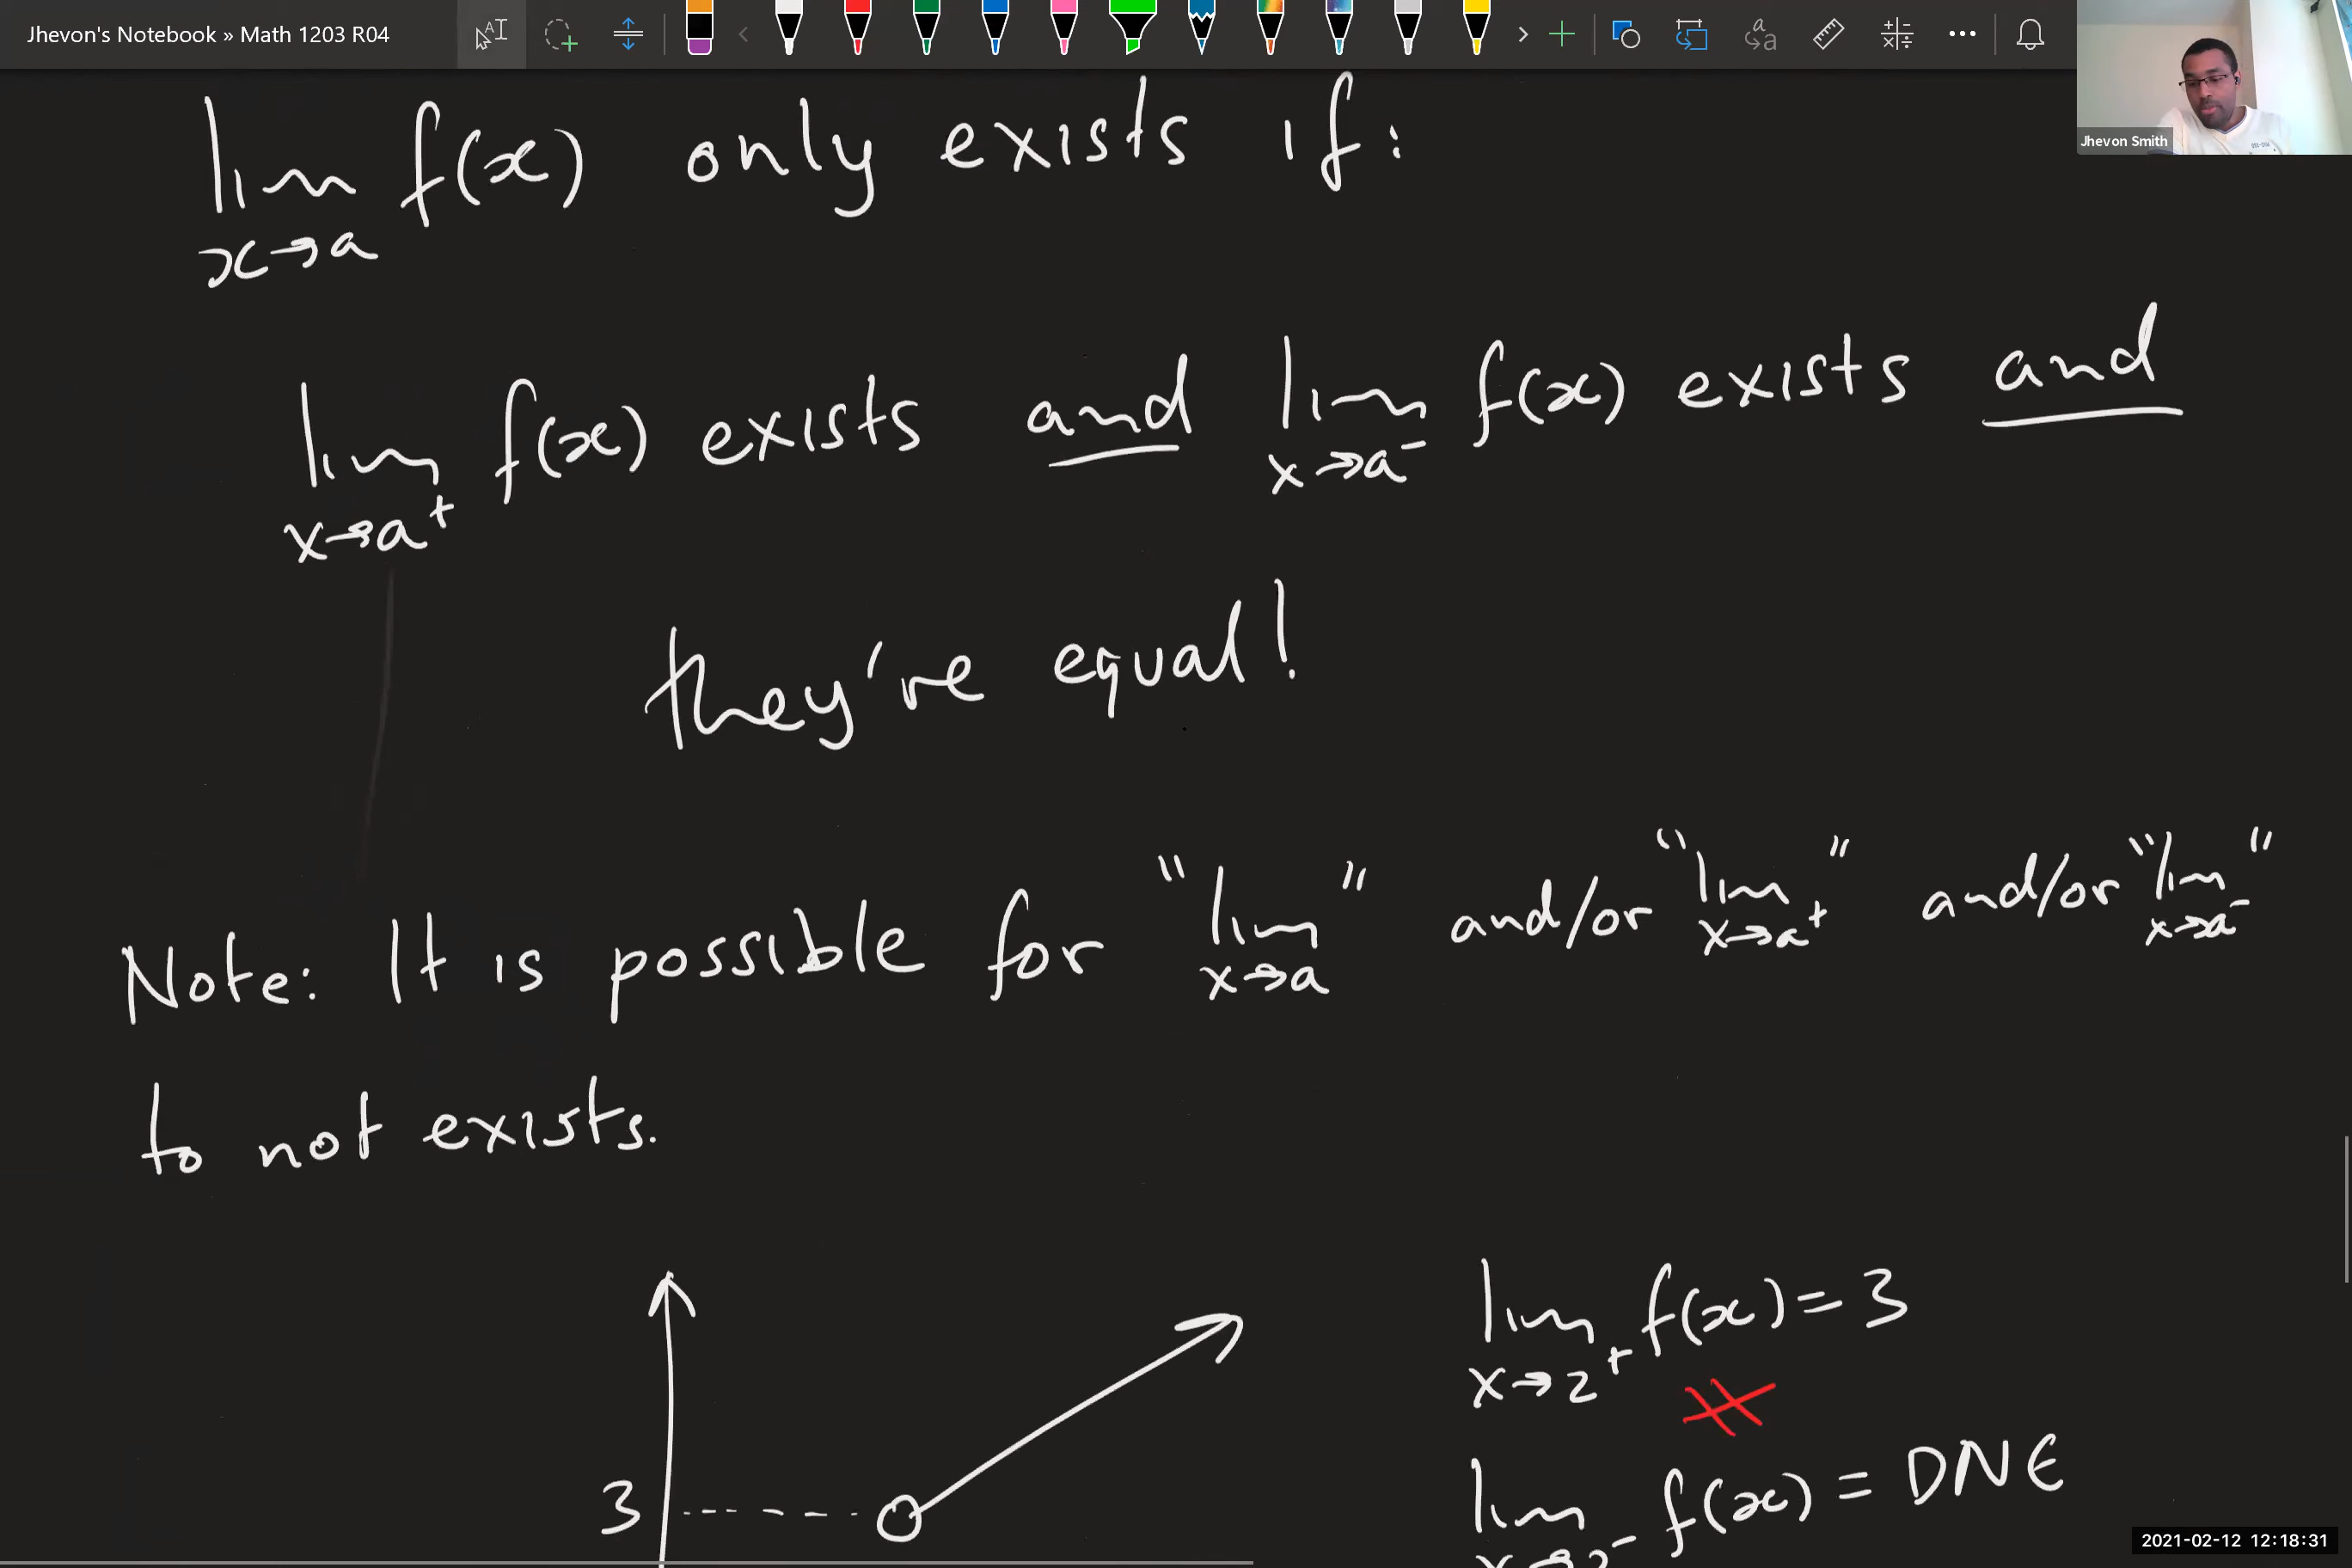 Jhevon's Notebook » Math 1203 R04
Jhevon Smith
lim f(x) only exists if:
x→a
lim f(x) exists and lim f(x) exists and
x→a⁺ x→a⁻
they're equal!
Note: It is possible for "lim" and/or "lim" and/or "lim"
x→a x→a⁺ x→a⁻
to not exists.
lim f(x) = 3
x→2⁺
3
lim f(x) = DNE
x→2⁻
2021-02-12 12:18:31